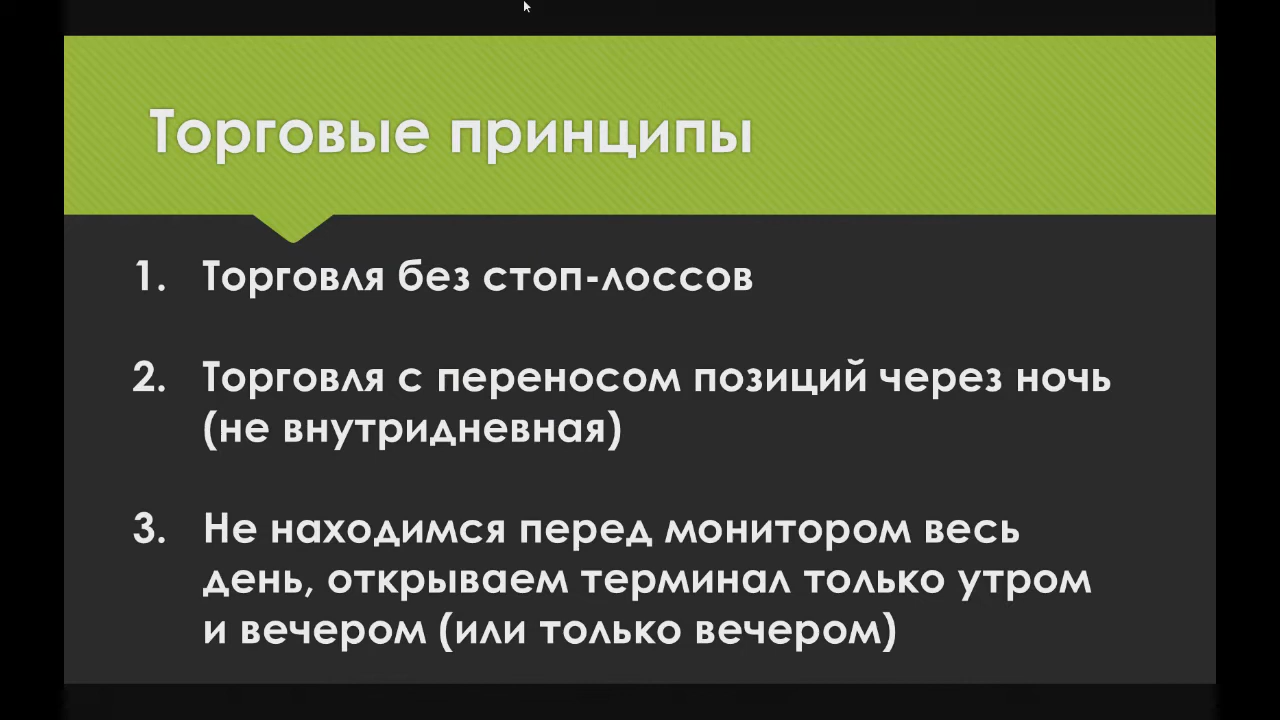 Торговые принципы
1. Торговля без стоп-лоссов
2. Торговля с переносом позиций через ночь
(не внутридневная)
3. Не находимся перед монитором весь
день, открываем терминал только утром
и вечером (или только вечером)